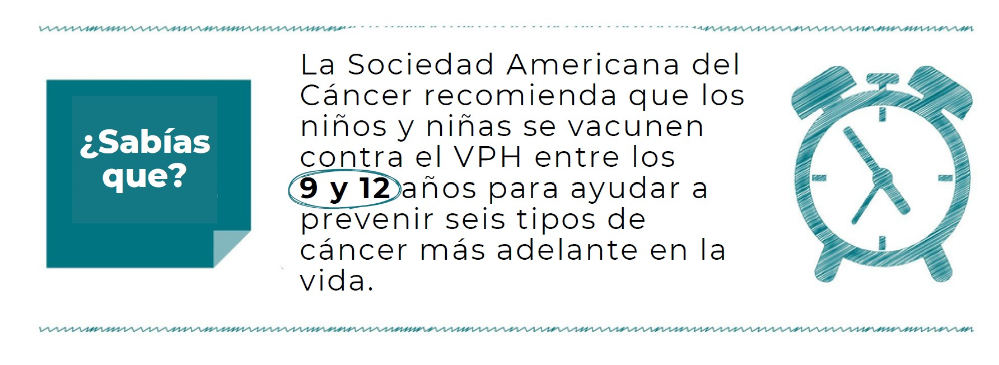 ¿Sabías
que?
La Sociedad Americana del
Cáncer recomienda que los
niños y niñas se vacunen
contra el VPH entre los
9 y 12 años para ayudar a
prevenir seis tipos de
cáncer más adelante en la
vida.